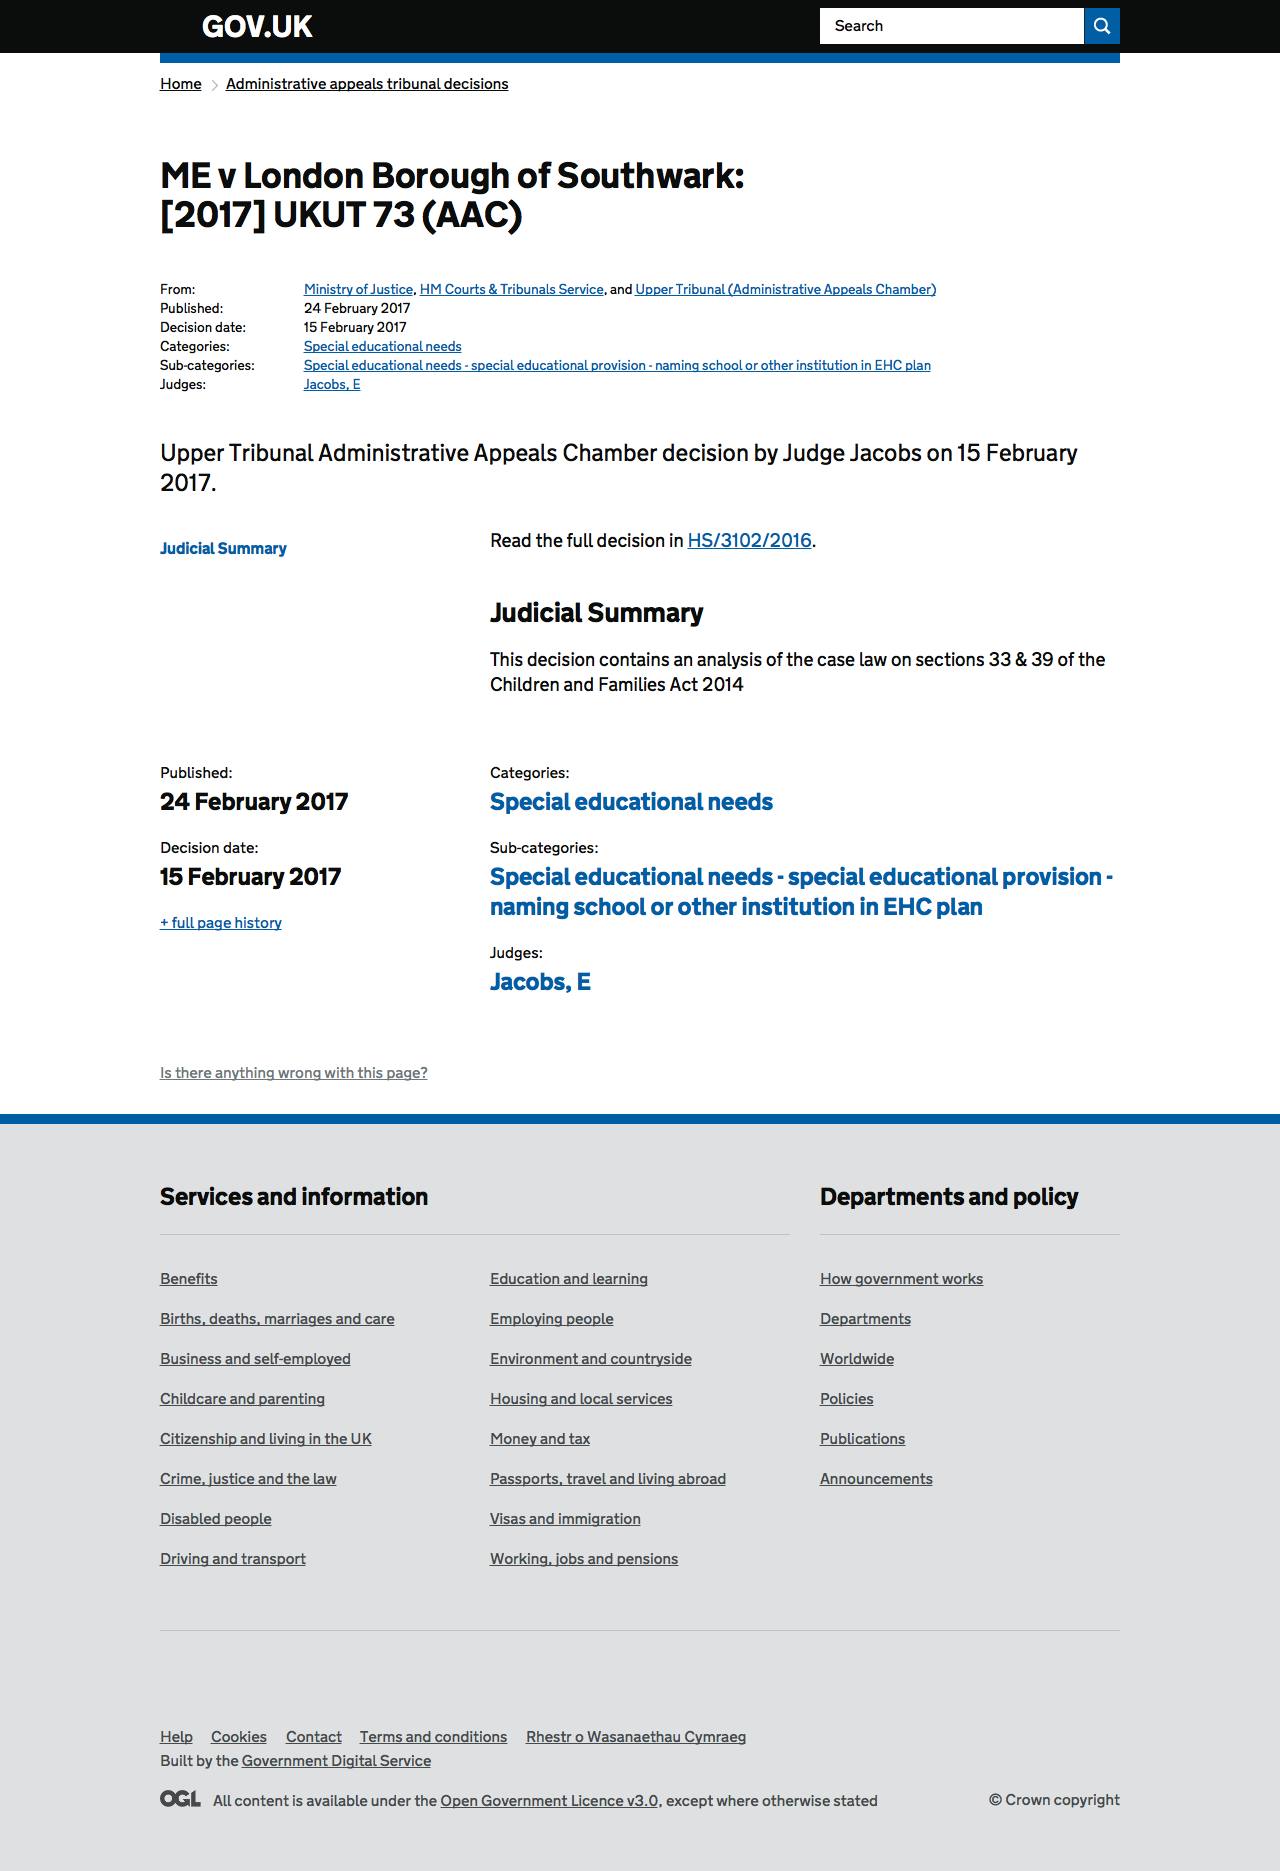 GOV.UK
Search
Home
Administrative appeals tribunal decisions
ME v London Borough of Southwark:
[2017] UKUT 73 (AAC)
From: Ministry of Justice, HM Courts & Tribunals Service, and Upper Tribunal (Administrative Appeals Chamber)
Published: 24 February 2017
Decision date: 15 February 2017
Categories: Special educational needs
Sub-categories: Special educational needs - special educational provision - naming school or other institution in EHC plan
Judges: Jacobs, E
Upper Tribunal Administrative Appeals Chamber decision by Judge Jacobs on 15 February
2017.
Judicial Summary
Read the full decision in HS/3102/2016.
Judicial Summary
This decision contains an analysis of the case law on sections 33 & 39 of the
Children and Families Act 2014
Published:
24 February 2017
Decision date:
15 February 2017
+ full page history
Categories:
Special educational needs
Sub-categories:
Special educational needs - special educational provision -
naming school or other institution in EHC plan
Judges:
Jacobs, E
Is there anything wrong with this page?
Services and information
Benefits
Births, deaths, marriages and care
Business and self-employed
Childcare and parenting
Citizenship and living in the UK
Crime, justice and the law
Disabled people
Driving and transport
Education and learning
Employing people
Environment and countryside
Housing and local services
Money and tax
Passports, travel and living abroad
Visas and immigration
Working, jobs and pensions
Departments and policy
How government works
Departments
Worldwide
Policies
Publications
Announcements
Help Cookies Contact Terms and conditions Rhestr o Wasanaethau Cymraeg
Built by the Government Digital Service
OGL All content is available under the Open Government Licence v3.0, except where otherwise stated
© Crown copyright